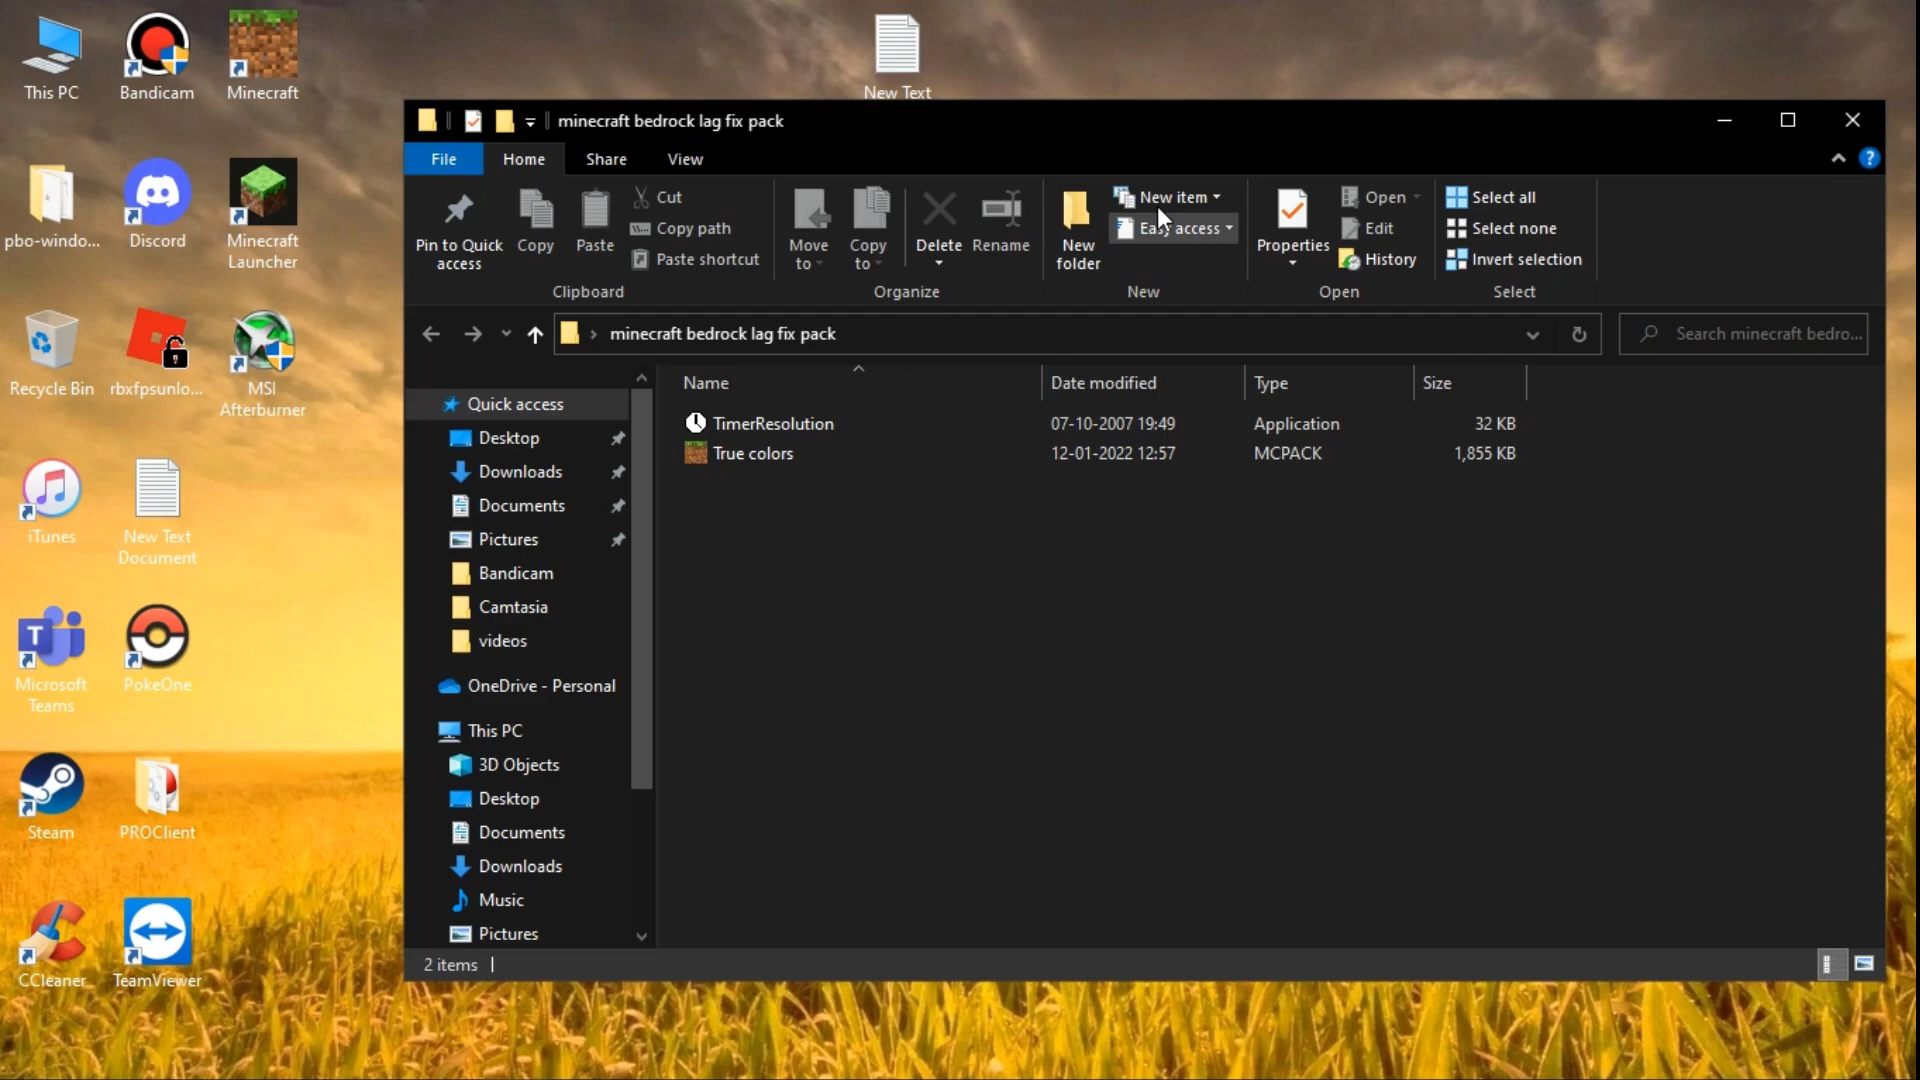 This PC
Bandicam
Minecraft
New Text
pbo-windo...
Discord
Minecraft
Launcher
Recycle Bin
rbxfpsunlo...
MSI
Afterburner
iTunes
New Text
Document
Microsoft
Teams
PokeOne
Steam
PROClient
CCleaner
TeamViewer
minecraft bedrock lag fix pack
File
Home
Share
View
Pin to Quick
access
Copy
Paste
Cut
Copy path
Paste shortcut
Clipboard
Move
to
Copy
to
Delete
Rename
Organize
New
folder
New item
Easy access
New
Properties
Open
Edit
History
Open
Select all
Select none
Invert selection
Select
minecraft bedrock lag fix pack
Search minecraft bedro...
Quick access
Desktop
Downloads
Documents
Pictures
Bandicam
Camtasia
videos
OneDrive - Personal
This PC
3D Objects
Desktop
Documents
Downloads
Music
Pictures
Name Date modified Type Size
TimerResolution 07-10-2007 19:49 Application 32 KB
True colors 12-01-2022 12:57 MCPACK 1,855 KB
2 items